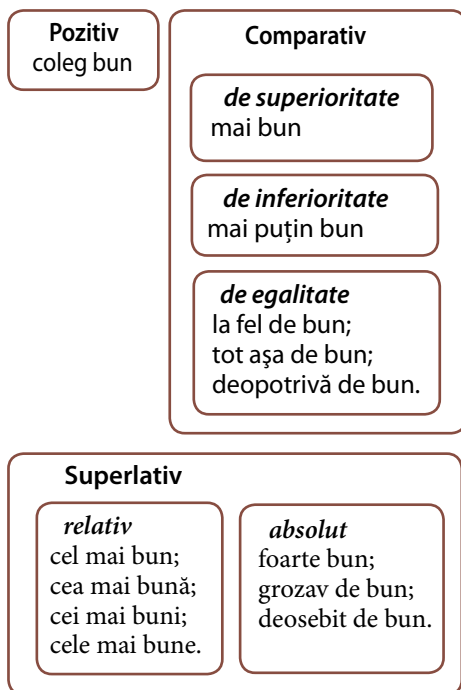 Pozitiv
coleg bun
Comparativ
de superioritate
mai bun
de inferioritate
mai puțin bun
de egalitate
la fel de bun;
tot aşa de bun;
deopotrivă de bun.
Superlativ
relativ
cel mai bun;
cea mai bună;
cei mai buni;
cele mai bune.
absolut
foarte bun;
grozav de bun;
deosebit de bun.